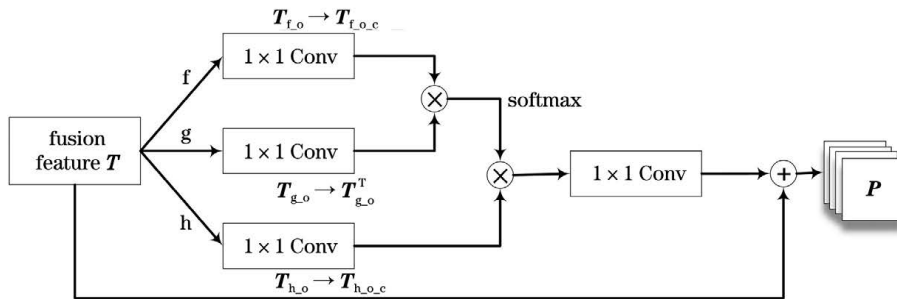 T_f_o → T_f_o_c
1 × 1 Conv
f
softmax
fusion
feature T
g
1 × 1 Conv
1 × 1 Conv
P
T_g_o → T^T_g_o
h
1 × 1 Conv
T_h_o → T_h_o_c